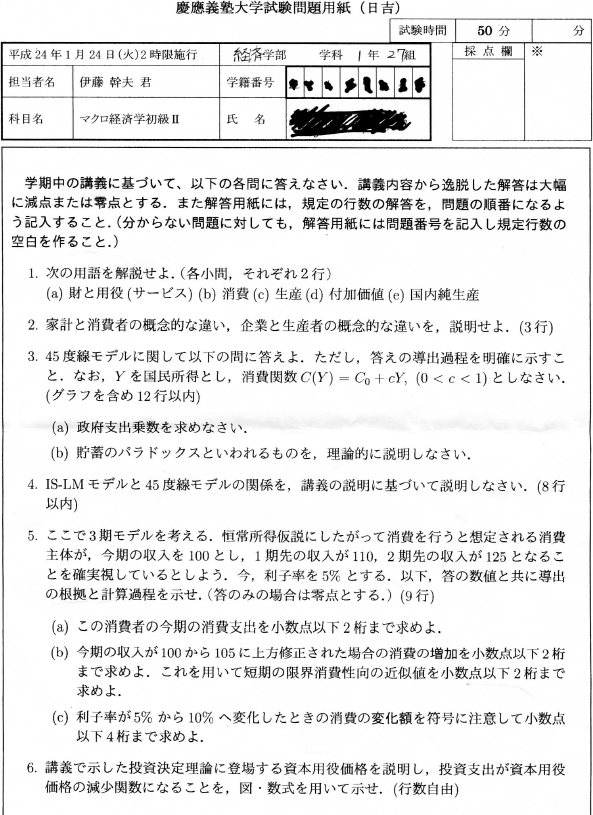 慶應義塾大学試験問題用紙（日吉）
試験時間 50 分 分
平成24年1月24日(火)2時限施行 経済学部 学科 1年 27組 採点欄 ※
担当者名 伊藤 幹夫 君 学籍番号
科目名 マクロ経済学初級Ⅱ 氏 名
学期中の講義に基づいて、以下の各問に答えなさい．講義内容から逸脱した解答は大幅
に減点または零点とする．また解答用紙には，規定の行数の解答を，問題の順番になるよ
う記入すること．（分からない問題に対しても，解答用紙には問題番号を記入し規定行数の
空白を作ること．）
1. 次の用語を解説せよ．（各小問，それぞれ2行）
(a) 財と用役 (サービス) (b) 消費 (c) 生産 (d) 付加価値 (e) 国内純生産
2. 家計と消費者の概念的な違い，企業と生産者の概念的な違いを，説明せよ．(3行)
3. 45度線モデルに関して以下の問に答えよ．ただし，答えの導出過程を明確に示すこ
と．なお，Y を国民所得とし，消費関数 C(Y) = C₀ + cY, (0 < c < 1) としなさい．
(グラフを含め12行以内)
(a) 政府支出乗数を求めなさい．
(b) 貯蓄のパラドックスといわれるものを，理論的に説明しなさい．
4. IS-LMモデルと45度線モデルの関係を，講義の説明に基づいて説明しなさい．(8行
以内)
5. ここで3期モデルを考える．恒常所得仮説にしたがって消費を行うと想定される消費
主体が，今期の収入を100とし，1期先の収入が110，2期先の収入が125となるこ
とを確実視しているとしよう．今，利子率を5%とする．以下，答の数値と共に導出
の根拠と計算過程を示せ．（答のみの場合は零点とする．）(9行)
(a) この消費者の今期の消費支出を小数点以下2桁まで求めよ．
(b) 今期の収入が100から105に上方修正された場合の消費の増加を小数点以下2桁
まで求めよ．これを用いて短期の限界消費性向の近似値を小数点以下2桁まで
求めよ．
(c) 利子率が5%から10%へ変化したときの消費の変化額を符号に注意して小数点
以下4桁まで求めよ．
6. 講義で示した投資決定理論に登場する資本用役価格を説明し，投資支出が資本用役
価格の減少関数になることを，図・数式を用いて示せ．(行数自由)